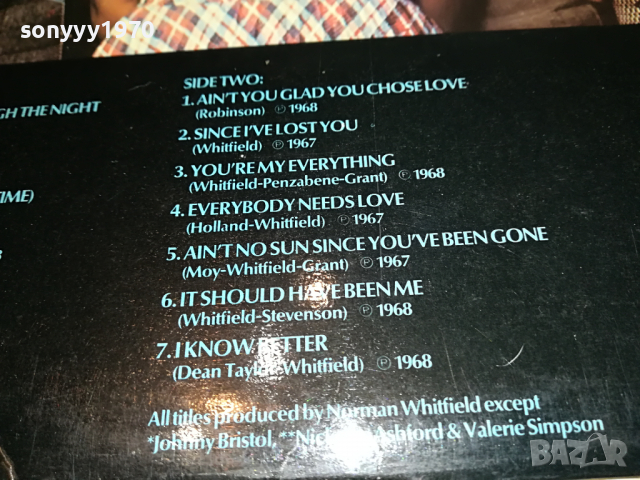 sonyyy1970
GH THE NIGHT
TIME)
SIDE TWO:
1. AIN'T YOU GLAD YOU CHOSE LOVE
(Robinson) ℗ 1968
2. SINCE I'VE LOST YOU
(Whitfield) ℗ 1967
3. YOU'RE MY EVERYTHING
(Whitfield-Penzabene-Grant) ℗ 1968
4. EVERYBODY NEEDS LOVE
(Holland-Whitfield) ℗ 1967
5. AIN'T NO SUN SINCE YOU'VE BEEN GONE
(Moy-Whitfield-Grant) ℗ 1967
6. IT SHOULD HAVE BEEN ME
(Whitfield-Stevenson) ℗ 1968
7. I KNOW BETTER
(Dean Taylor-Whitfield) ℗ 1968
All titles produced by Norman Whitfield except
*Johnny Bristol, **Nickolas Ashford & Valerie Simpson
BAZAR